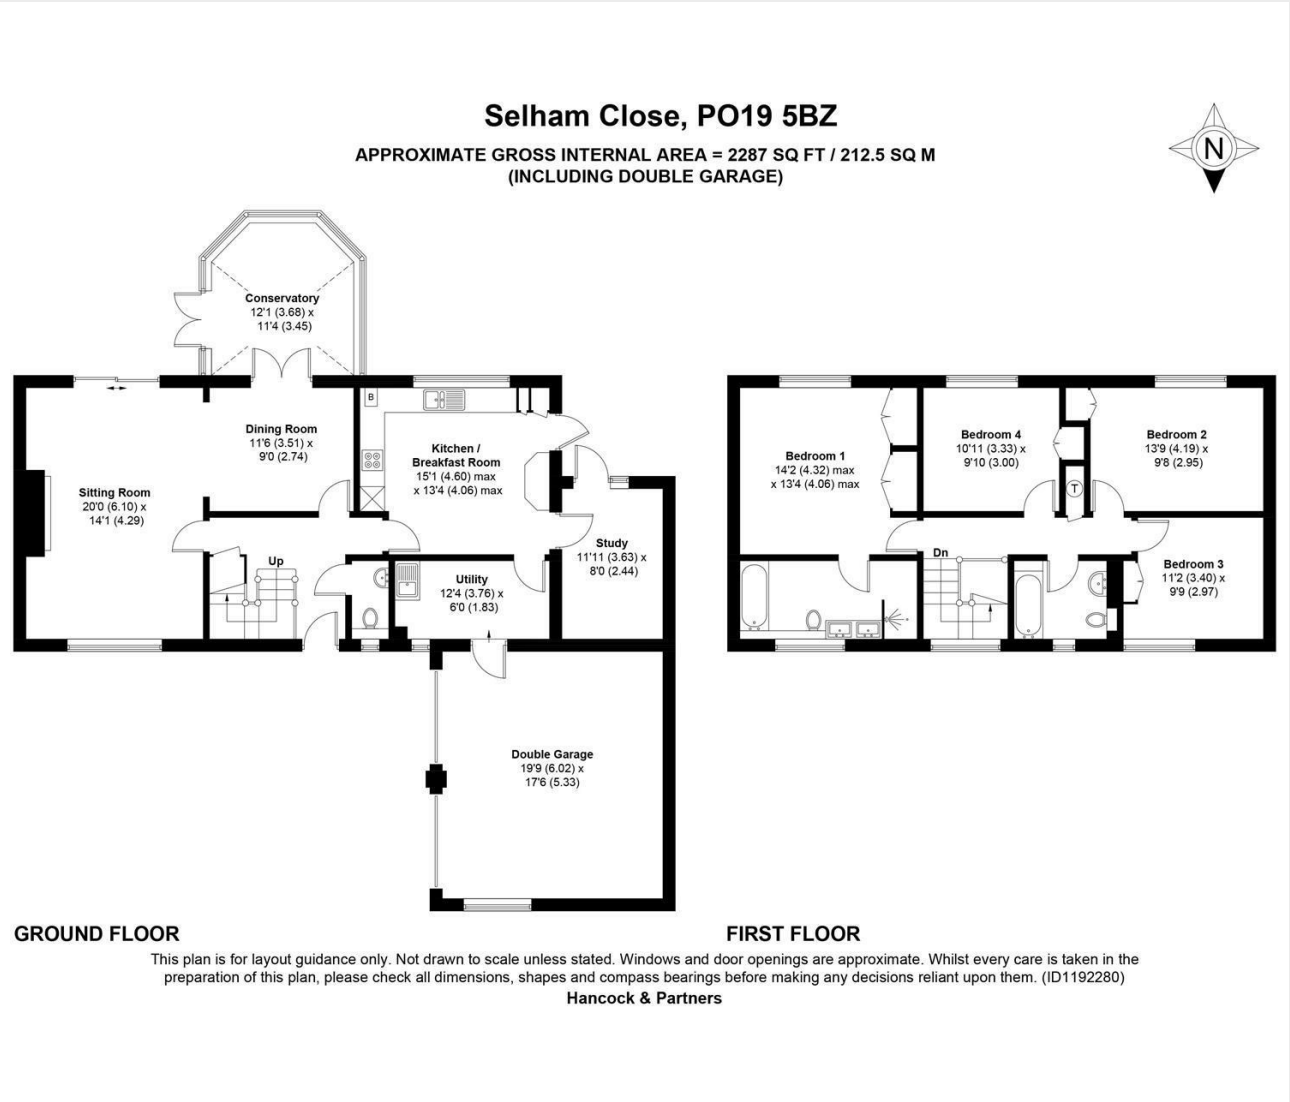 Selham Close, PO19 5BZ
APPROXIMATE GROSS INTERNAL AREA = 2287 SQ FT / 212.5 SQ M
(INCLUDING DOUBLE GARAGE)
N
Conservatory
12'1 (3.68) x
11'4 (3.45)
B
Dining Room
11'6 (3.51) x
9'0 (2.74)
Kitchen /
Breakfast Room
15'1 (4.60) max
x 13'4 (4.06) max
Sitting Room
20'0 (6.10) x
14'1 (4.29)
Study
11'11 (3.63) x
8'0 (2.44)
Up
Utility
12'4 (3.76) x
6'0 (1.83)
Double Garage
19'9 (6.02) x
17'6 (5.33)
GROUND FLOOR
Bedroom 1
14'2 (4.32) max
x 13'4 (4.06) max
Bedroom 4
10'11 (3.33) x
9'10 (3.00)
Bedroom 2
13'9 (4.19) x
9'8 (2.95)
T
Dn
Bedroom 3
11'2 (3.40) x
9'9 (2.97)
FIRST FLOOR
This plan is for layout guidance only. Not drawn to scale unless stated. Windows and door openings are approximate. Whilst every care is taken in the
preparation of this plan, please check all dimensions, shapes and compass bearings before making any decisions reliant upon them. (ID1192280)
Hancock & Partners